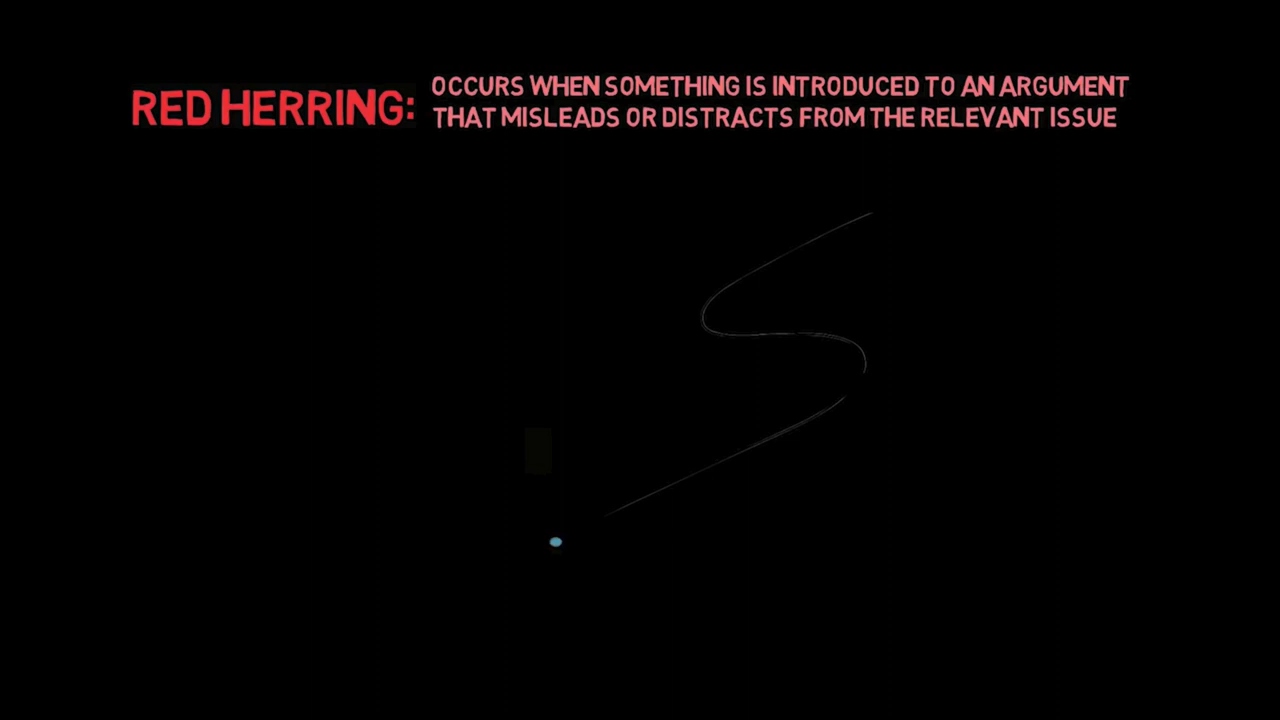 RED HERRING: OCCURS WHEN SOMETHING IS INTRODUCED TO AN ARGUMENT
THAT MISLEADS OR DISTRACTS FROM THE RELEVANT ISSUE